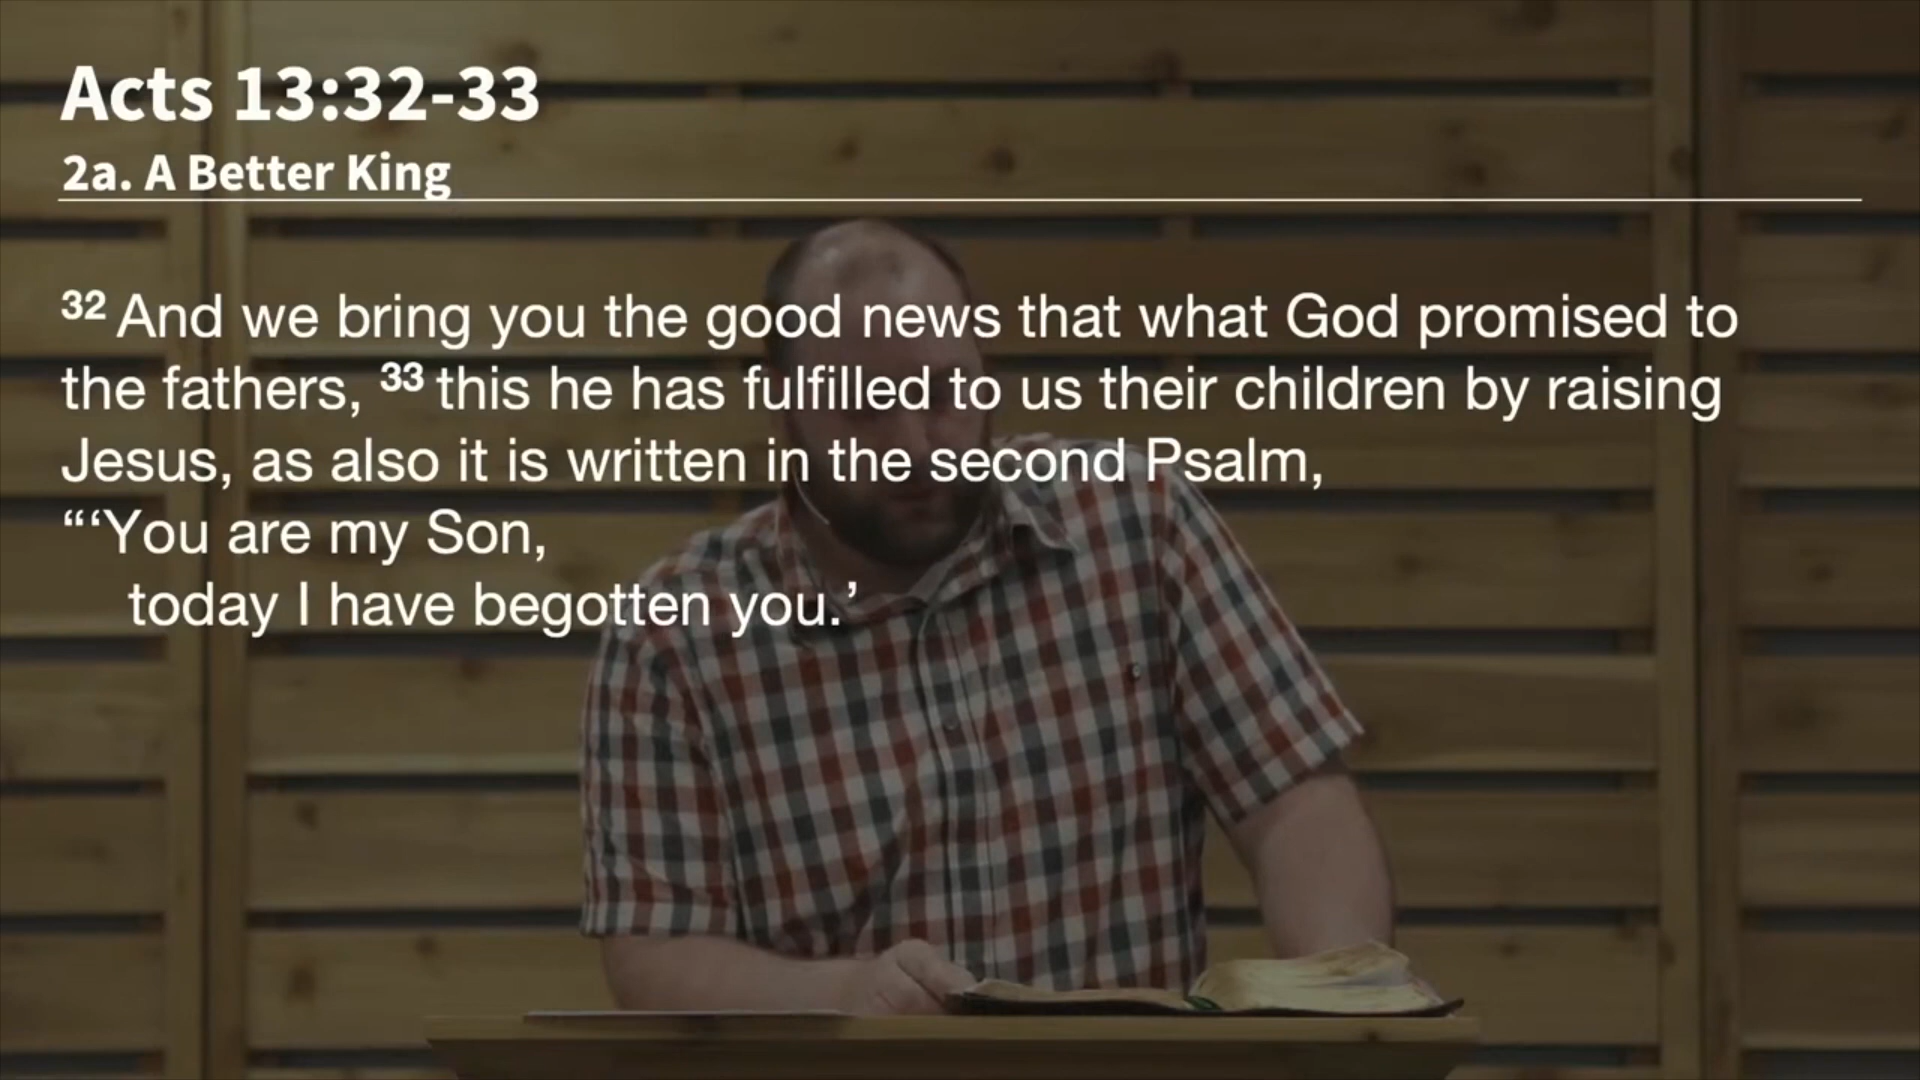 Acts 13:32-33
2a. A Better King
32 And we bring you the good news that what God promised to
the fathers, 33 this he has fulfilled to us their children by raising
Jesus, as also it is written in the second Psalm,
“‘You are my Son,
today I have begotten you.’